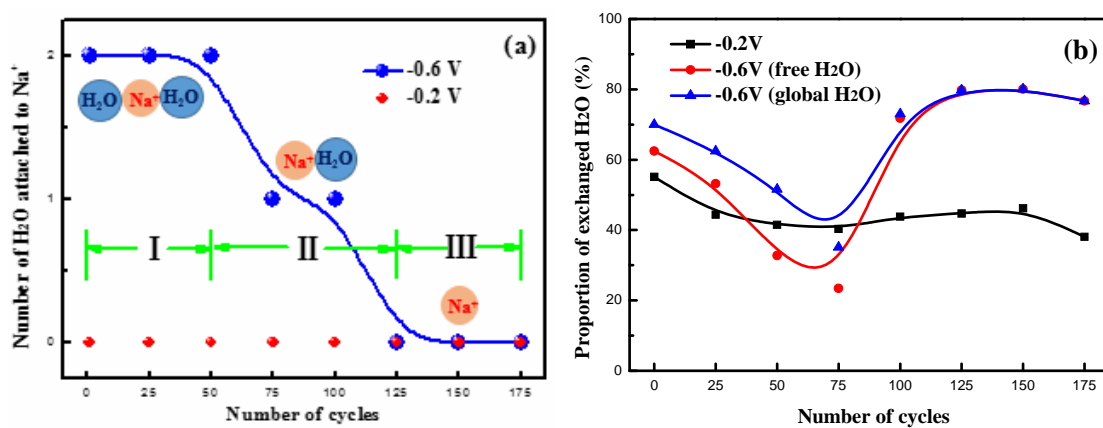 (a)
Number of H₂O attached to Na⁺
2
1
0
-0.6 V
-0.2 V
H₂O Na⁺ H₂O
Na⁺ H₂O
I II III
Na⁺
0 25 50 75 100 125 150 175
Number of cycles
(b)
Proportion of exchanged H₂O (%)
100
80
60
40
20
0
-0.2V
-0.6V (free H₂O)
-0.6V (global H₂O)
0 25 50 75 100 125 150 175
Number of cycles